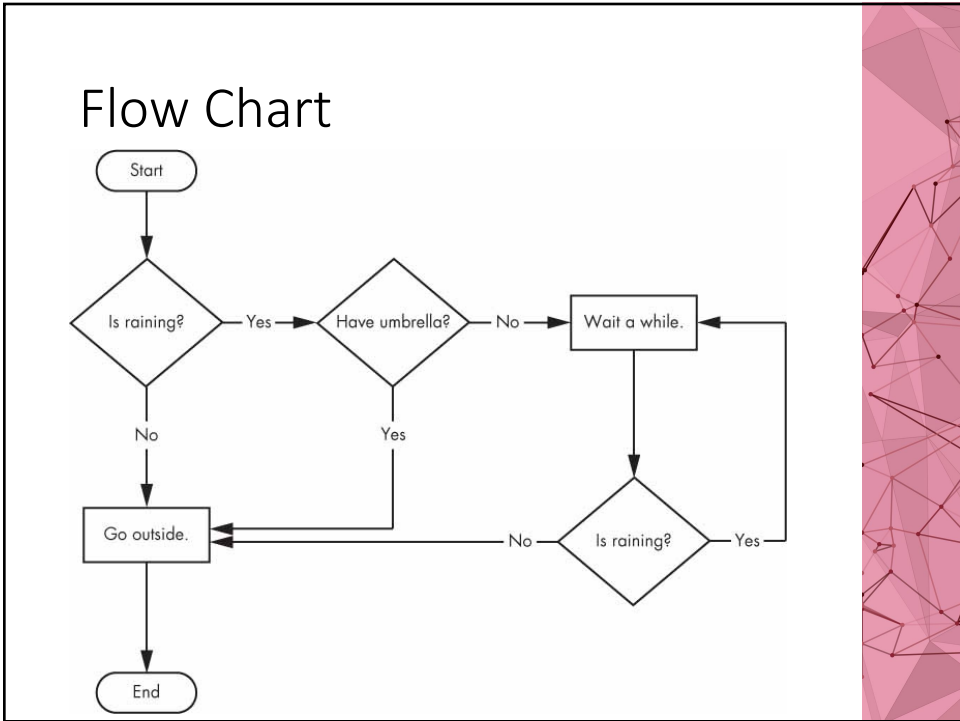 Flow Chart
Start
Is raining?
Yes
Have umbrella?
No
Wait a while.
No
Yes
Go outside.
No
Is raining?
Yes
End